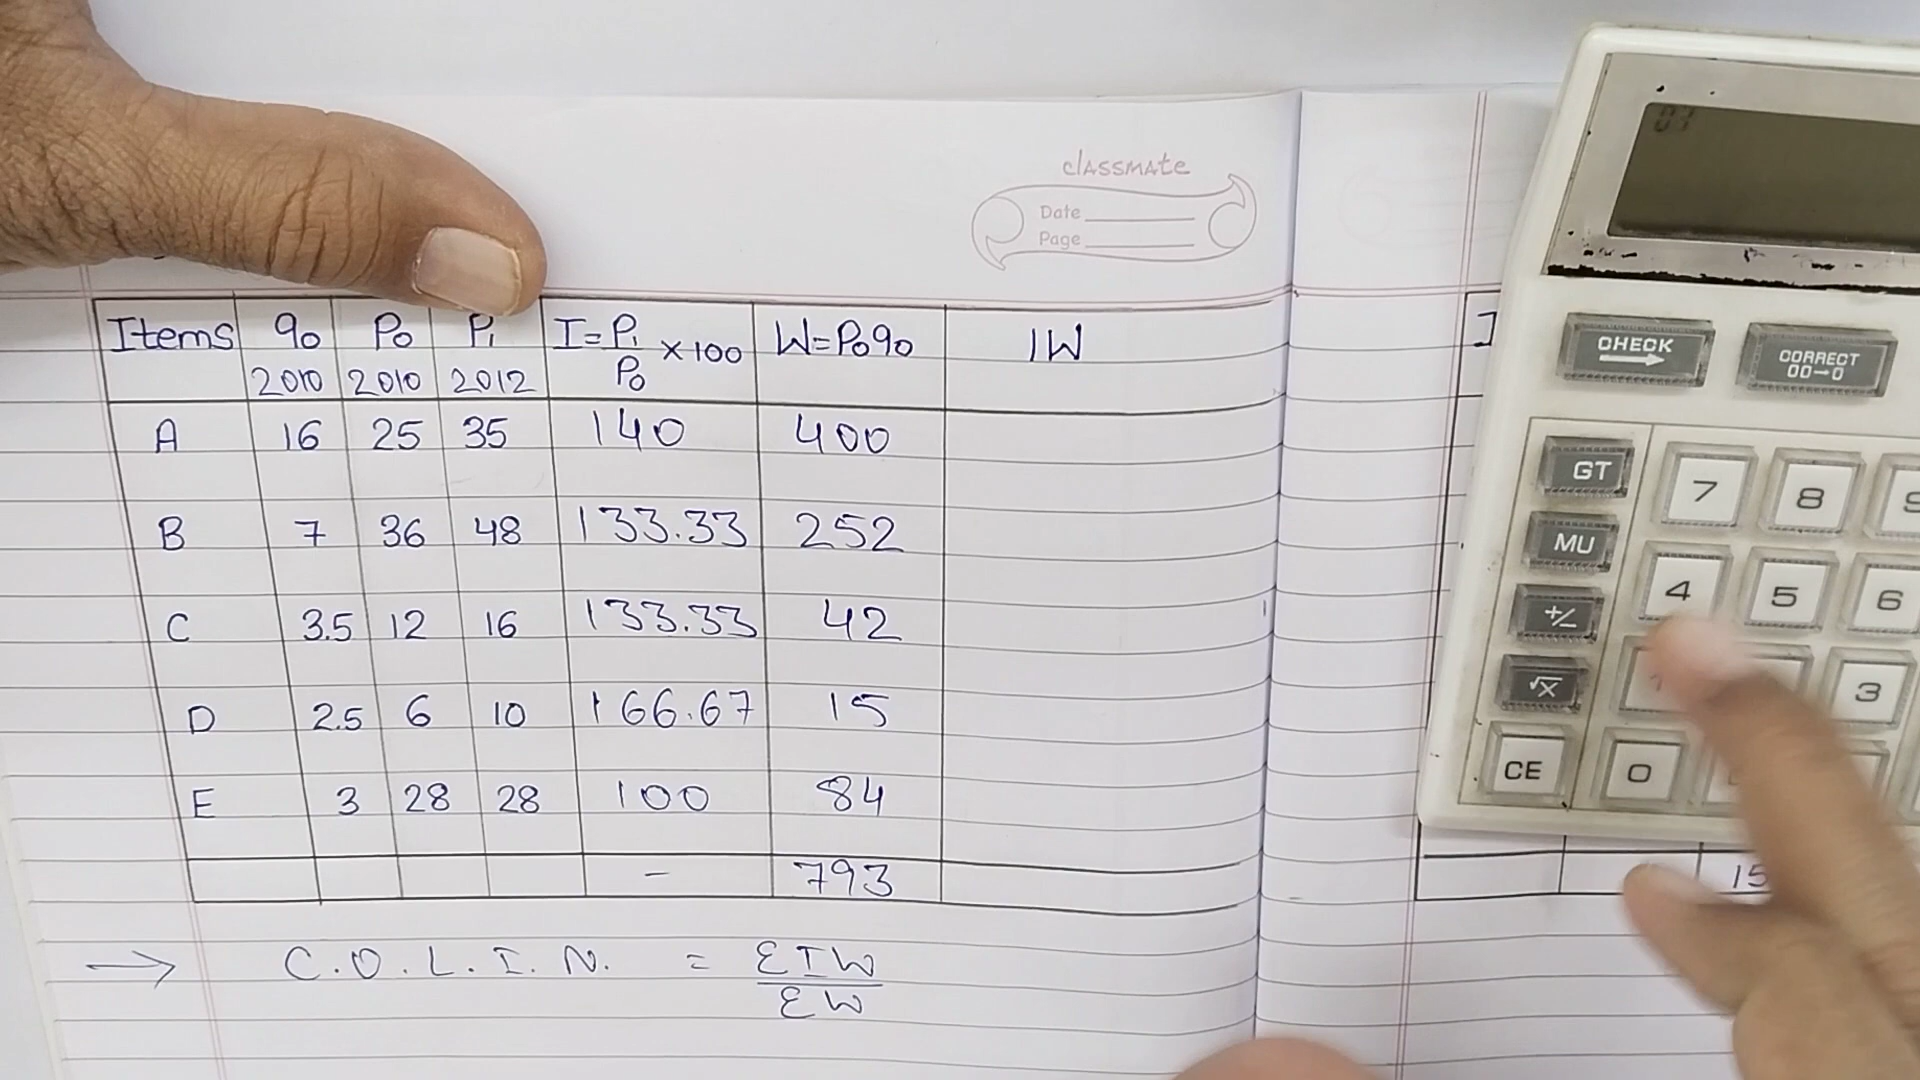 classmate
Date
Page
Items q₀ P₀ P₁ I=P₁/P₀ ×100 W=P₀q₀ IW
2010 2010 2012
A 16 25 35 140 400
B 7 36 48 133.33 252
C 3.5 12 16 133.33 42
D 2.5 6 10 166.67 15
E 3 28 28 100 84
- 793
→ C.O.L.I.N. = ΣIW
ΣW
CHECK →
CORRECT
00→0
GT 7 8 9
MU 4 5 6
+/− 
√x 3
CE 0
15